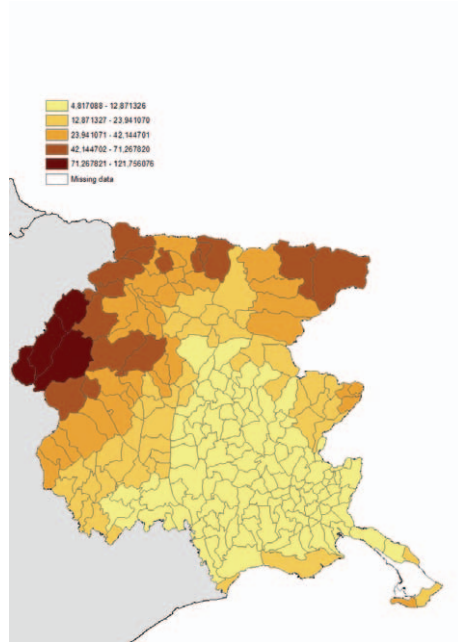 4,817088 - 12,871326
12,871327 - 23,941070
23,941071 - 42,144701
42,144702 - 71,267820
71,267821 - 121,756076
Missing data